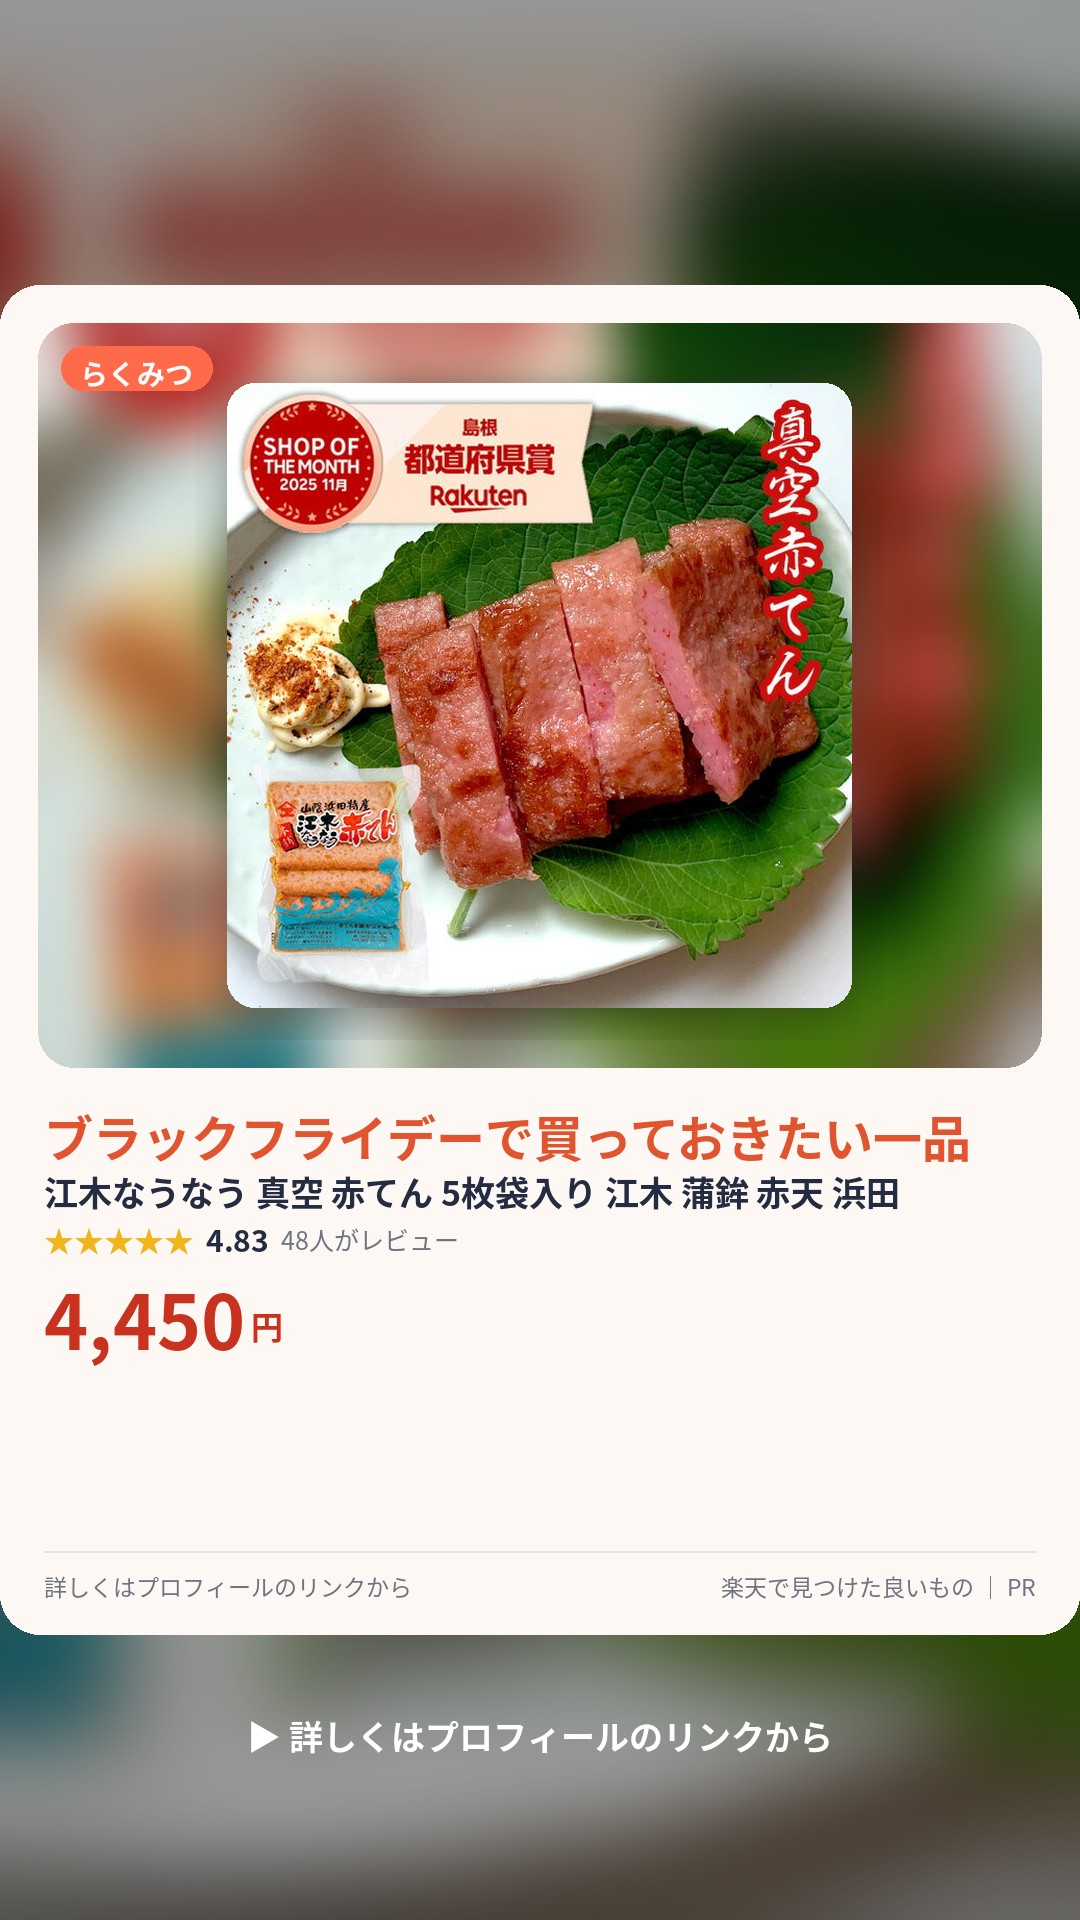 らくみつ
SHOP OF
THE MONTH
2025 11月
島根
都道府県賞
Rakuten
真空赤てん
山陰浜田特産
江木
なうなう
赤てん
ブラックフライデーで買っておきたい一品
江木なうなう 真空 赤てん 5枚袋入り 江木 蒲鉾 赤天 浜田
★★★★★ 4.83 48人がレビュー
4,450円
詳しくはプロフィールのリンクから
楽天で見つけた良いもの | PR
▶ 詳しくはプロフィールのリンクから